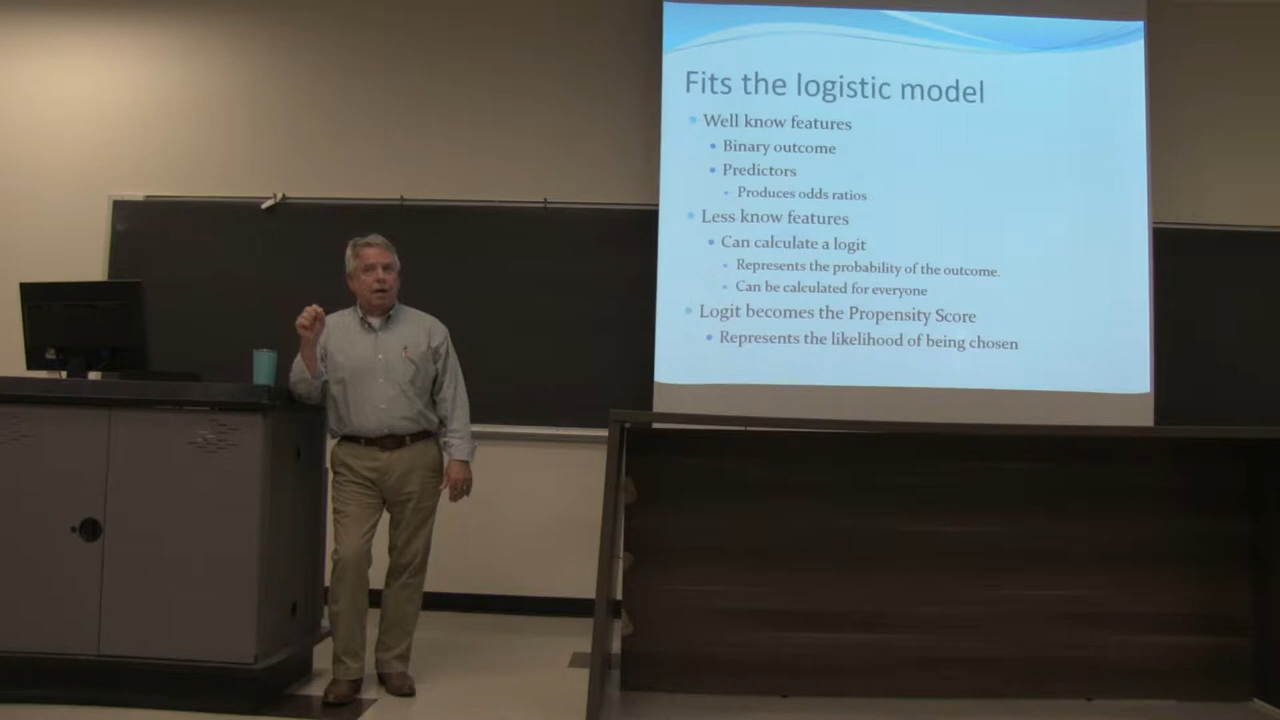 Fits the logistic model
Well know features
Binary outcome
Predictors
Produces odds ratios
Less know features
Can calculate a logit
Represents the probability of the outcome.
Can be calculated for everyone
Logit becomes the Propensity Score
Represents the likelihood of being chosen